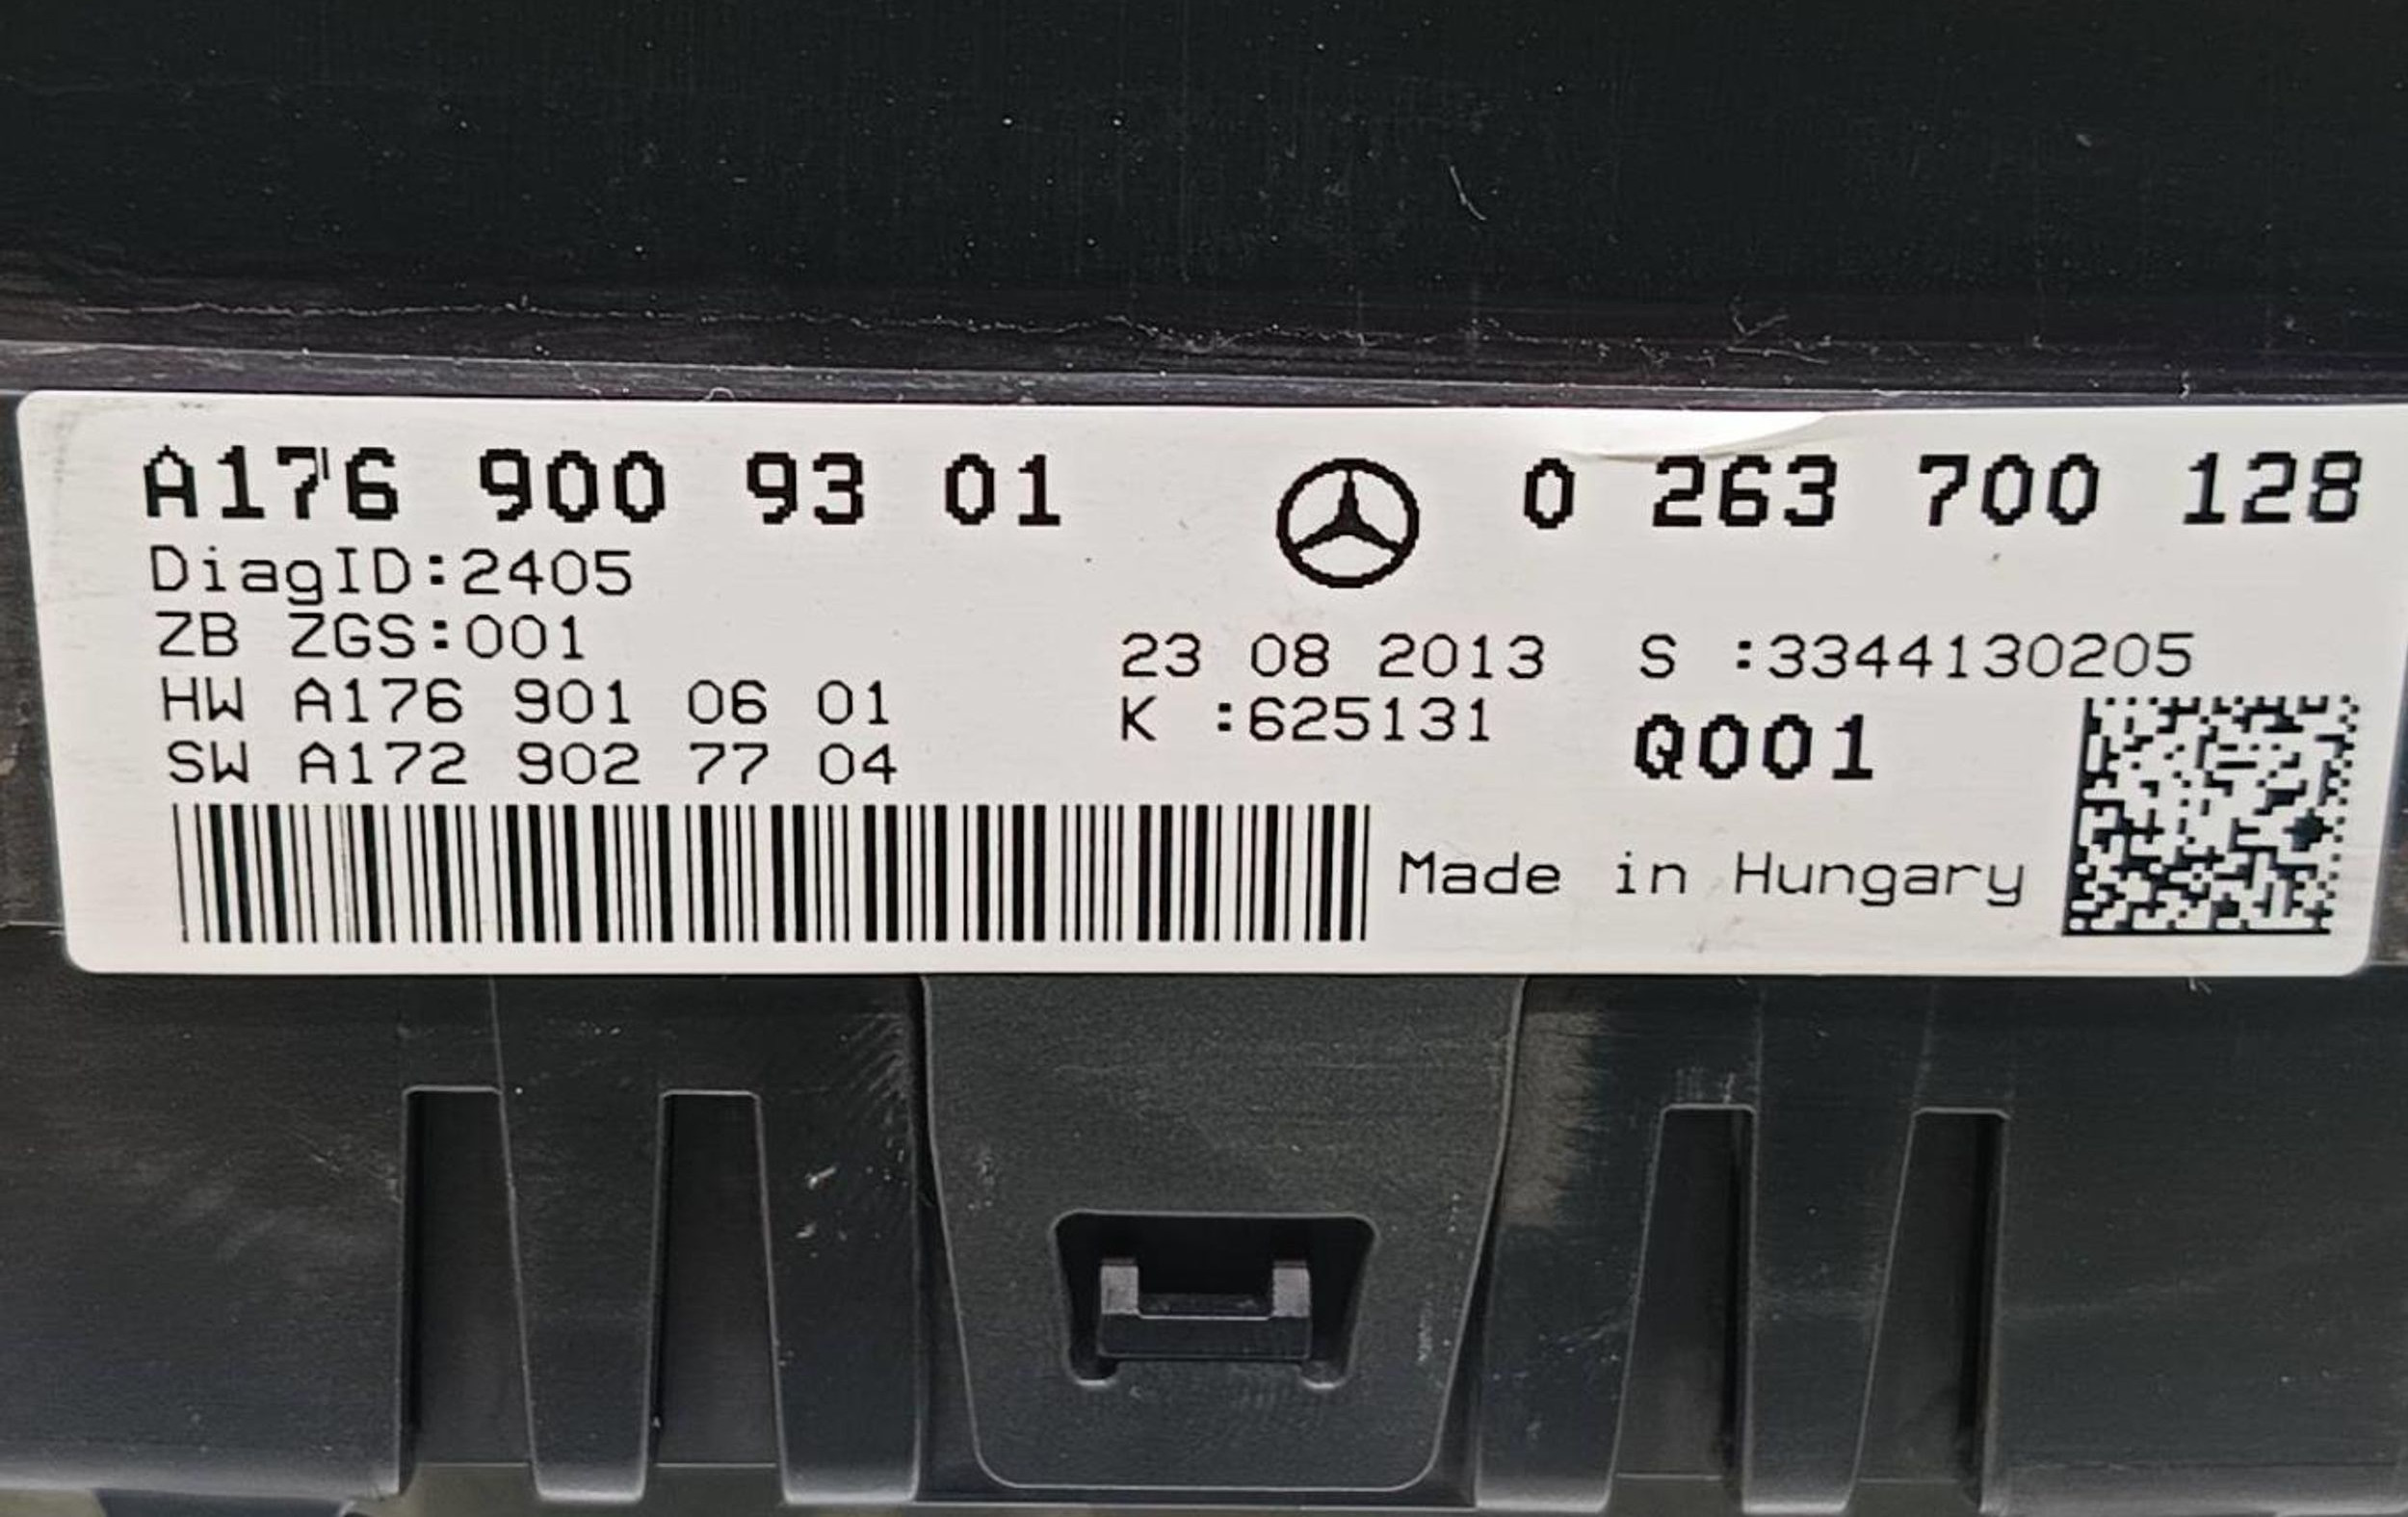 A176 900 93 01
0 263 700 128
DiagID:2405
ZB ZGS:001
HW A176 901 06 01
SW A172 902 77 04
23 08 2013 S :3344130205
K :625131
Q001
Made in Hungary